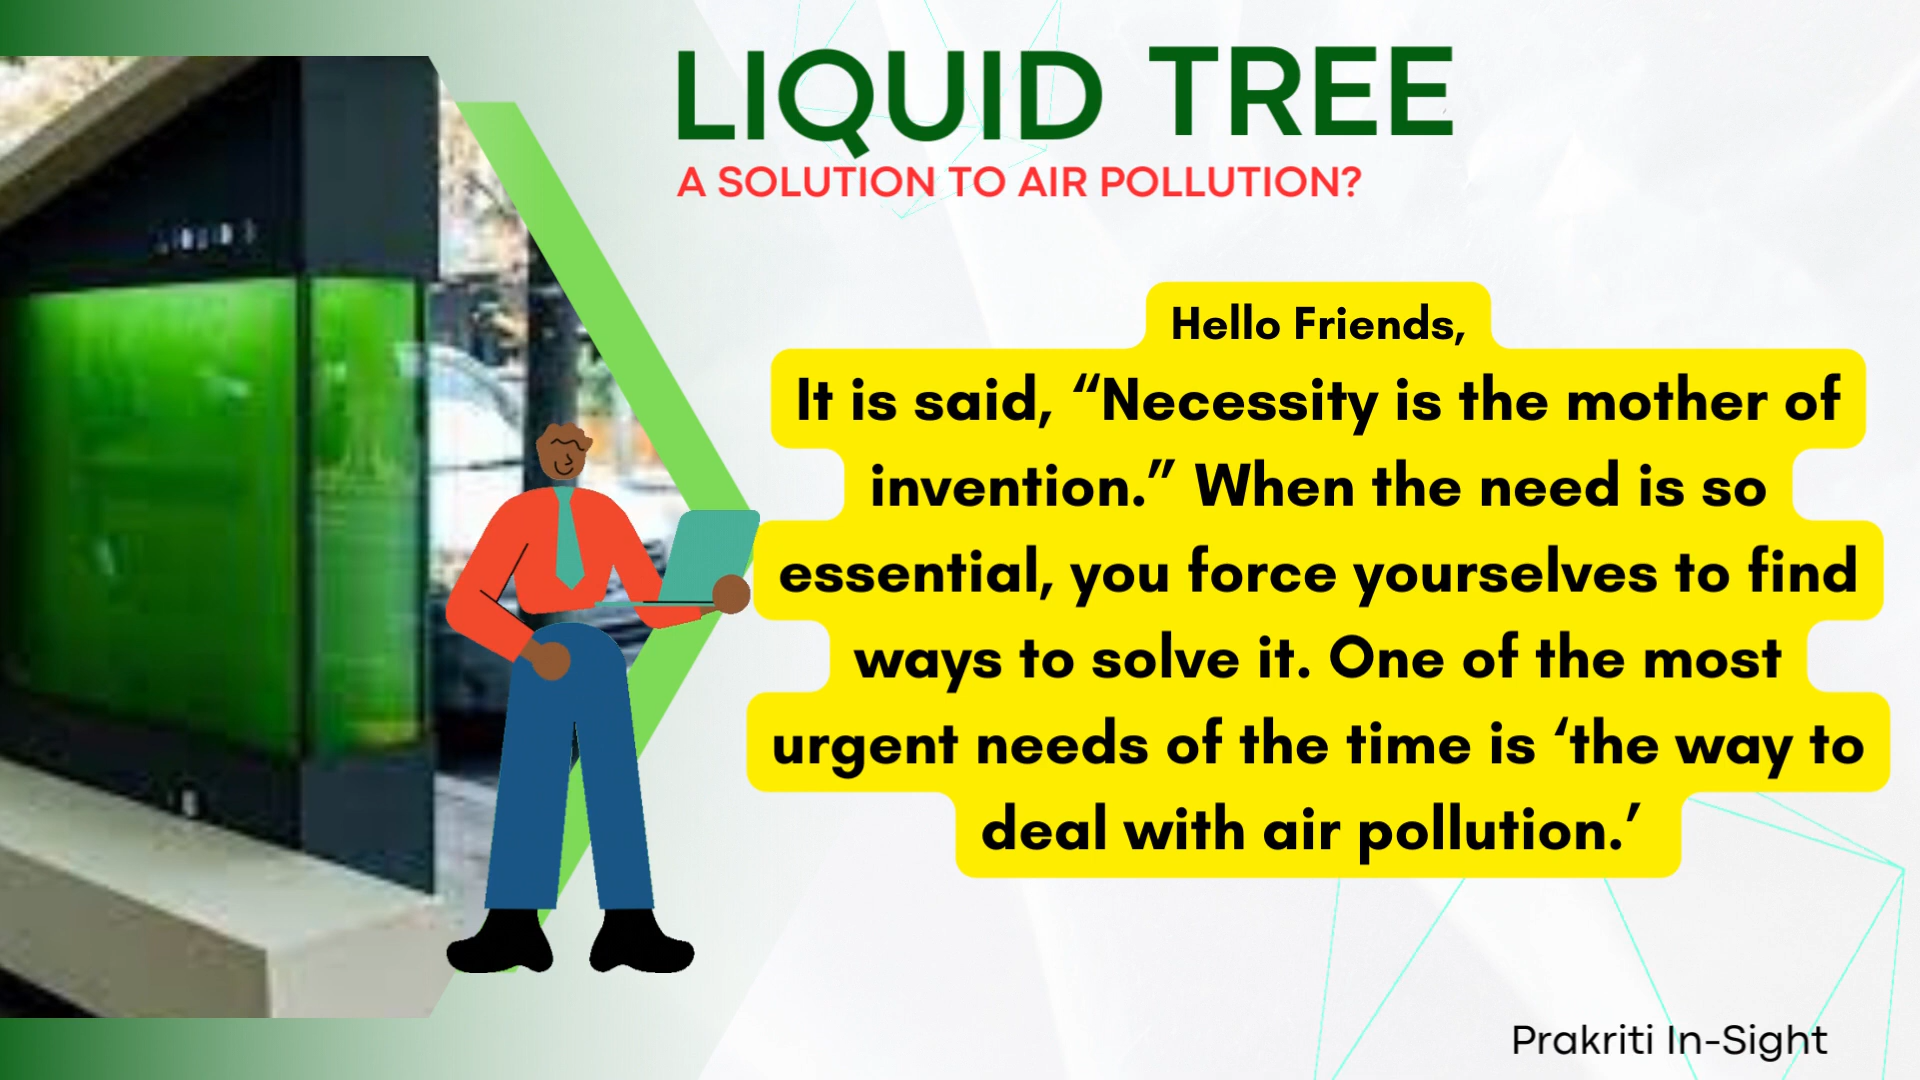 LIQUID TREE
A SOLUTION TO AIR POLLUTION?
Hello Friends,
It is said, “Necessity is the mother of
invention.” When the need is so
essential, you force yourselves to find
ways to solve it. One of the most
urgent needs of the time is ‘the way to
deal with air pollution.’
Prakriti In-Sight